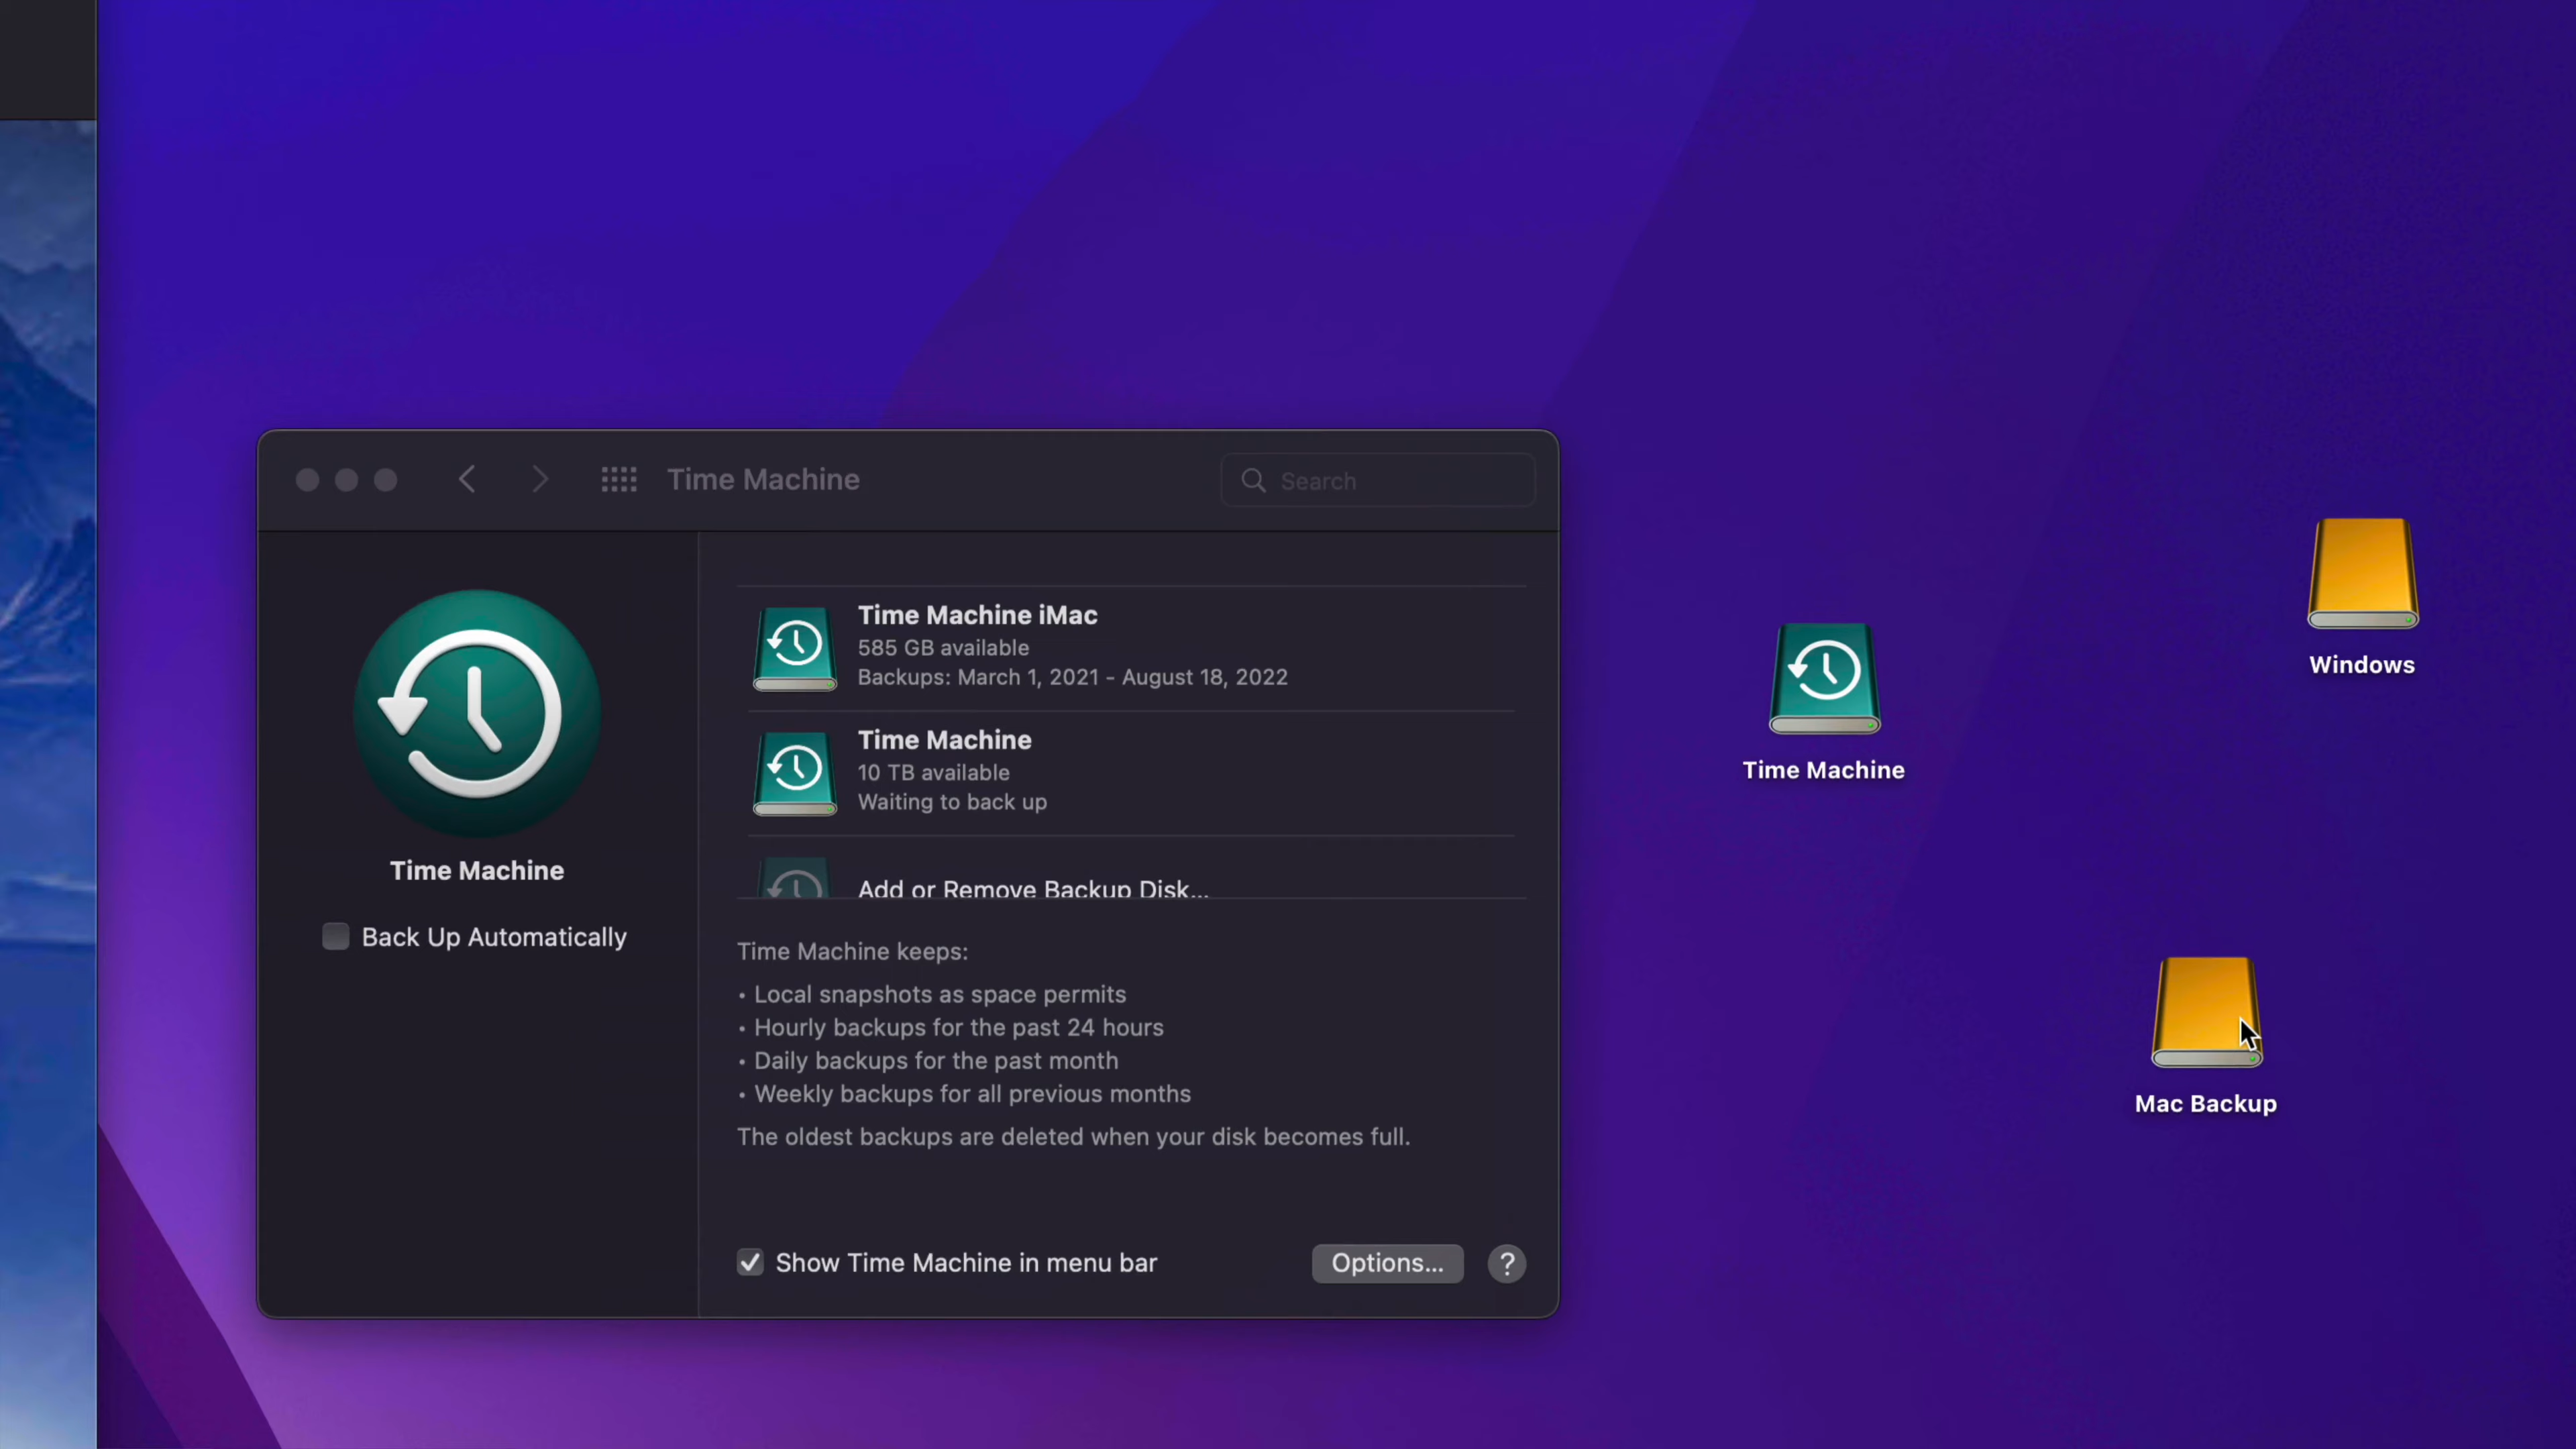 Time Machine
Search
Time Machine iMac
585 GB available
Backups: March 1, 2021 - August 18, 2022
Time Machine
10 TB available
Waiting to back up
Add or Remove Backup Disk...
Time Machine
Back Up Automatically
Time Machine keeps:
• Local snapshots as space permits
• Hourly backups for the past 24 hours
• Daily backups for the past month
• Weekly backups for all previous months
The oldest backups are deleted when your disk becomes full.
Show Time Machine in menu bar
Options...
?
Windows
Time Machine
Mac Backup